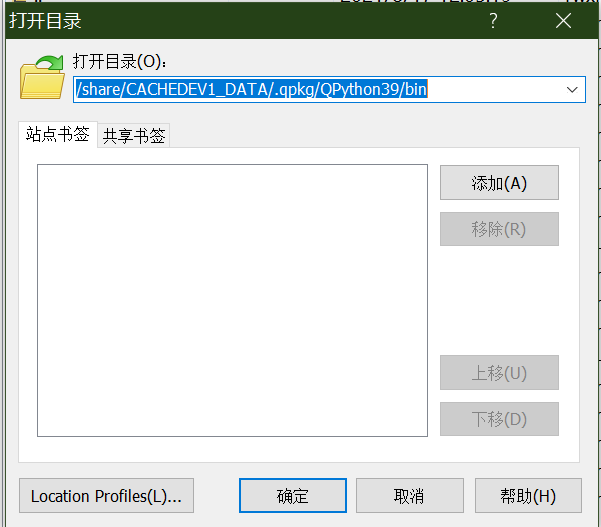 打开目录
打开目录(O):
/share/CACHEDEV1_DATA/.qpkg/QPython39/bin
站点书签 共享书签
添加(A)
移除(R)
上移(U)
下移(D)
Location Profiles(L)... 确定 取消 帮助(H)